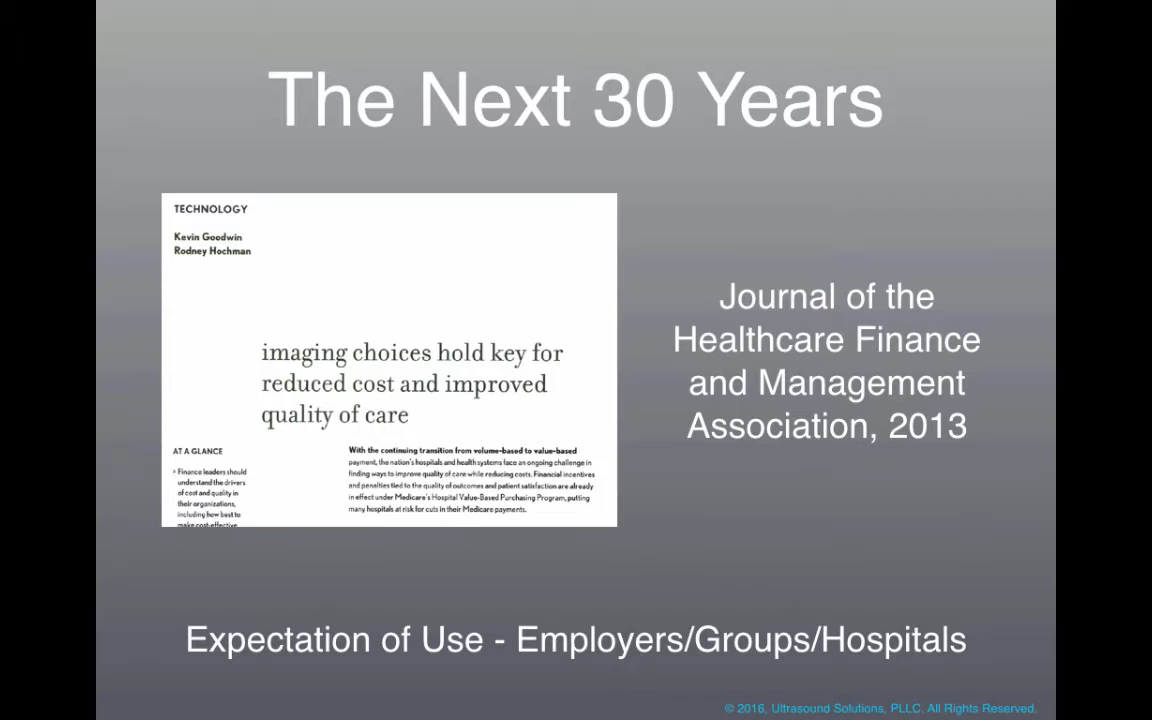 The Next 30 Years
TECHNOLOGY
Kevin Goodwin
Rodney Hochman
imaging choices hold key for
reduced cost and improved
quality of care
AT A GLANCE
> Finance leaders should
understand the drivers
of cost and quality in
their organizations,
including how best to
make cost-effective
With the continuing transition from volume-based to value-based
payment, the nation's hospitals and health systems face an ongoing challenge in
finding ways to improve quality of care while reducing costs. Financial incentives
and penalties tied to the quality of outcomes and patient satisfaction are already
in effect under Medicare's Hospital Value-Based Purchasing Program, putting
many hospitals at risk for cuts in their Medicare payments.
Journal of the
Healthcare Finance
and Management
Association, 2013
Expectation of Use - Employers/Groups/Hospitals
© 2016, Ultrasound Solutions, PLLC. All Rights Reserved.